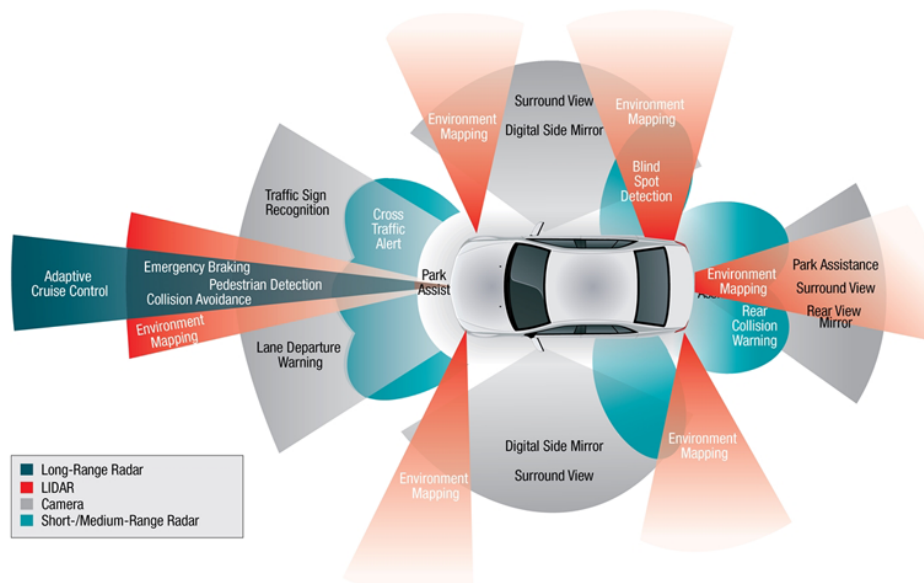 Surround View
Digital Side Mirror
Environment
Mapping
Environment
Mapping
Blind
Spot
Detection
Traffic Sign
Recognition
Cross
Traffic
Alert
Adaptive
Cruise Control
Emergency Braking
Pedestrian Detection
Collision Avoidance
Environment
Mapping
Lane Departure
Warning
Park
Assist
Environment
Mapping
Park Assistance
Surround View
Rear View
Mirror
Rear
Collision
Warning
Digital Side Mirror
Surround View
Environment
Mapping
Environment
Mapping
Long-Range Radar
LIDAR
Camera
Short-/Medium-Range Radar